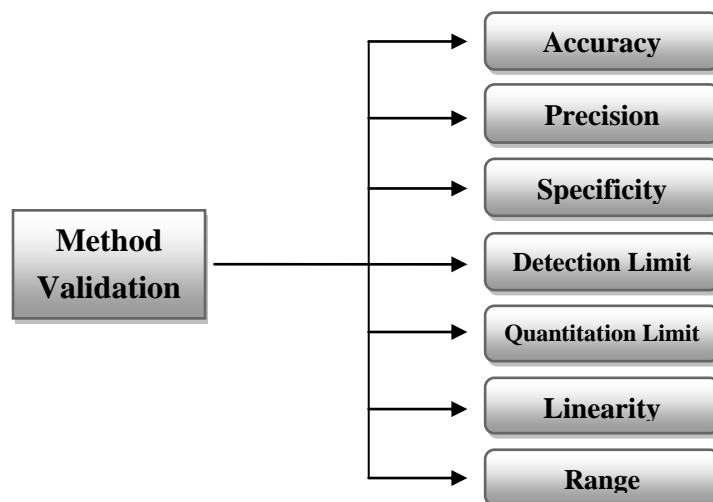 Accuracy
Precision
Specificity
Method
Validation
Detection Limit
Quantitation Limit
Linearity
Range